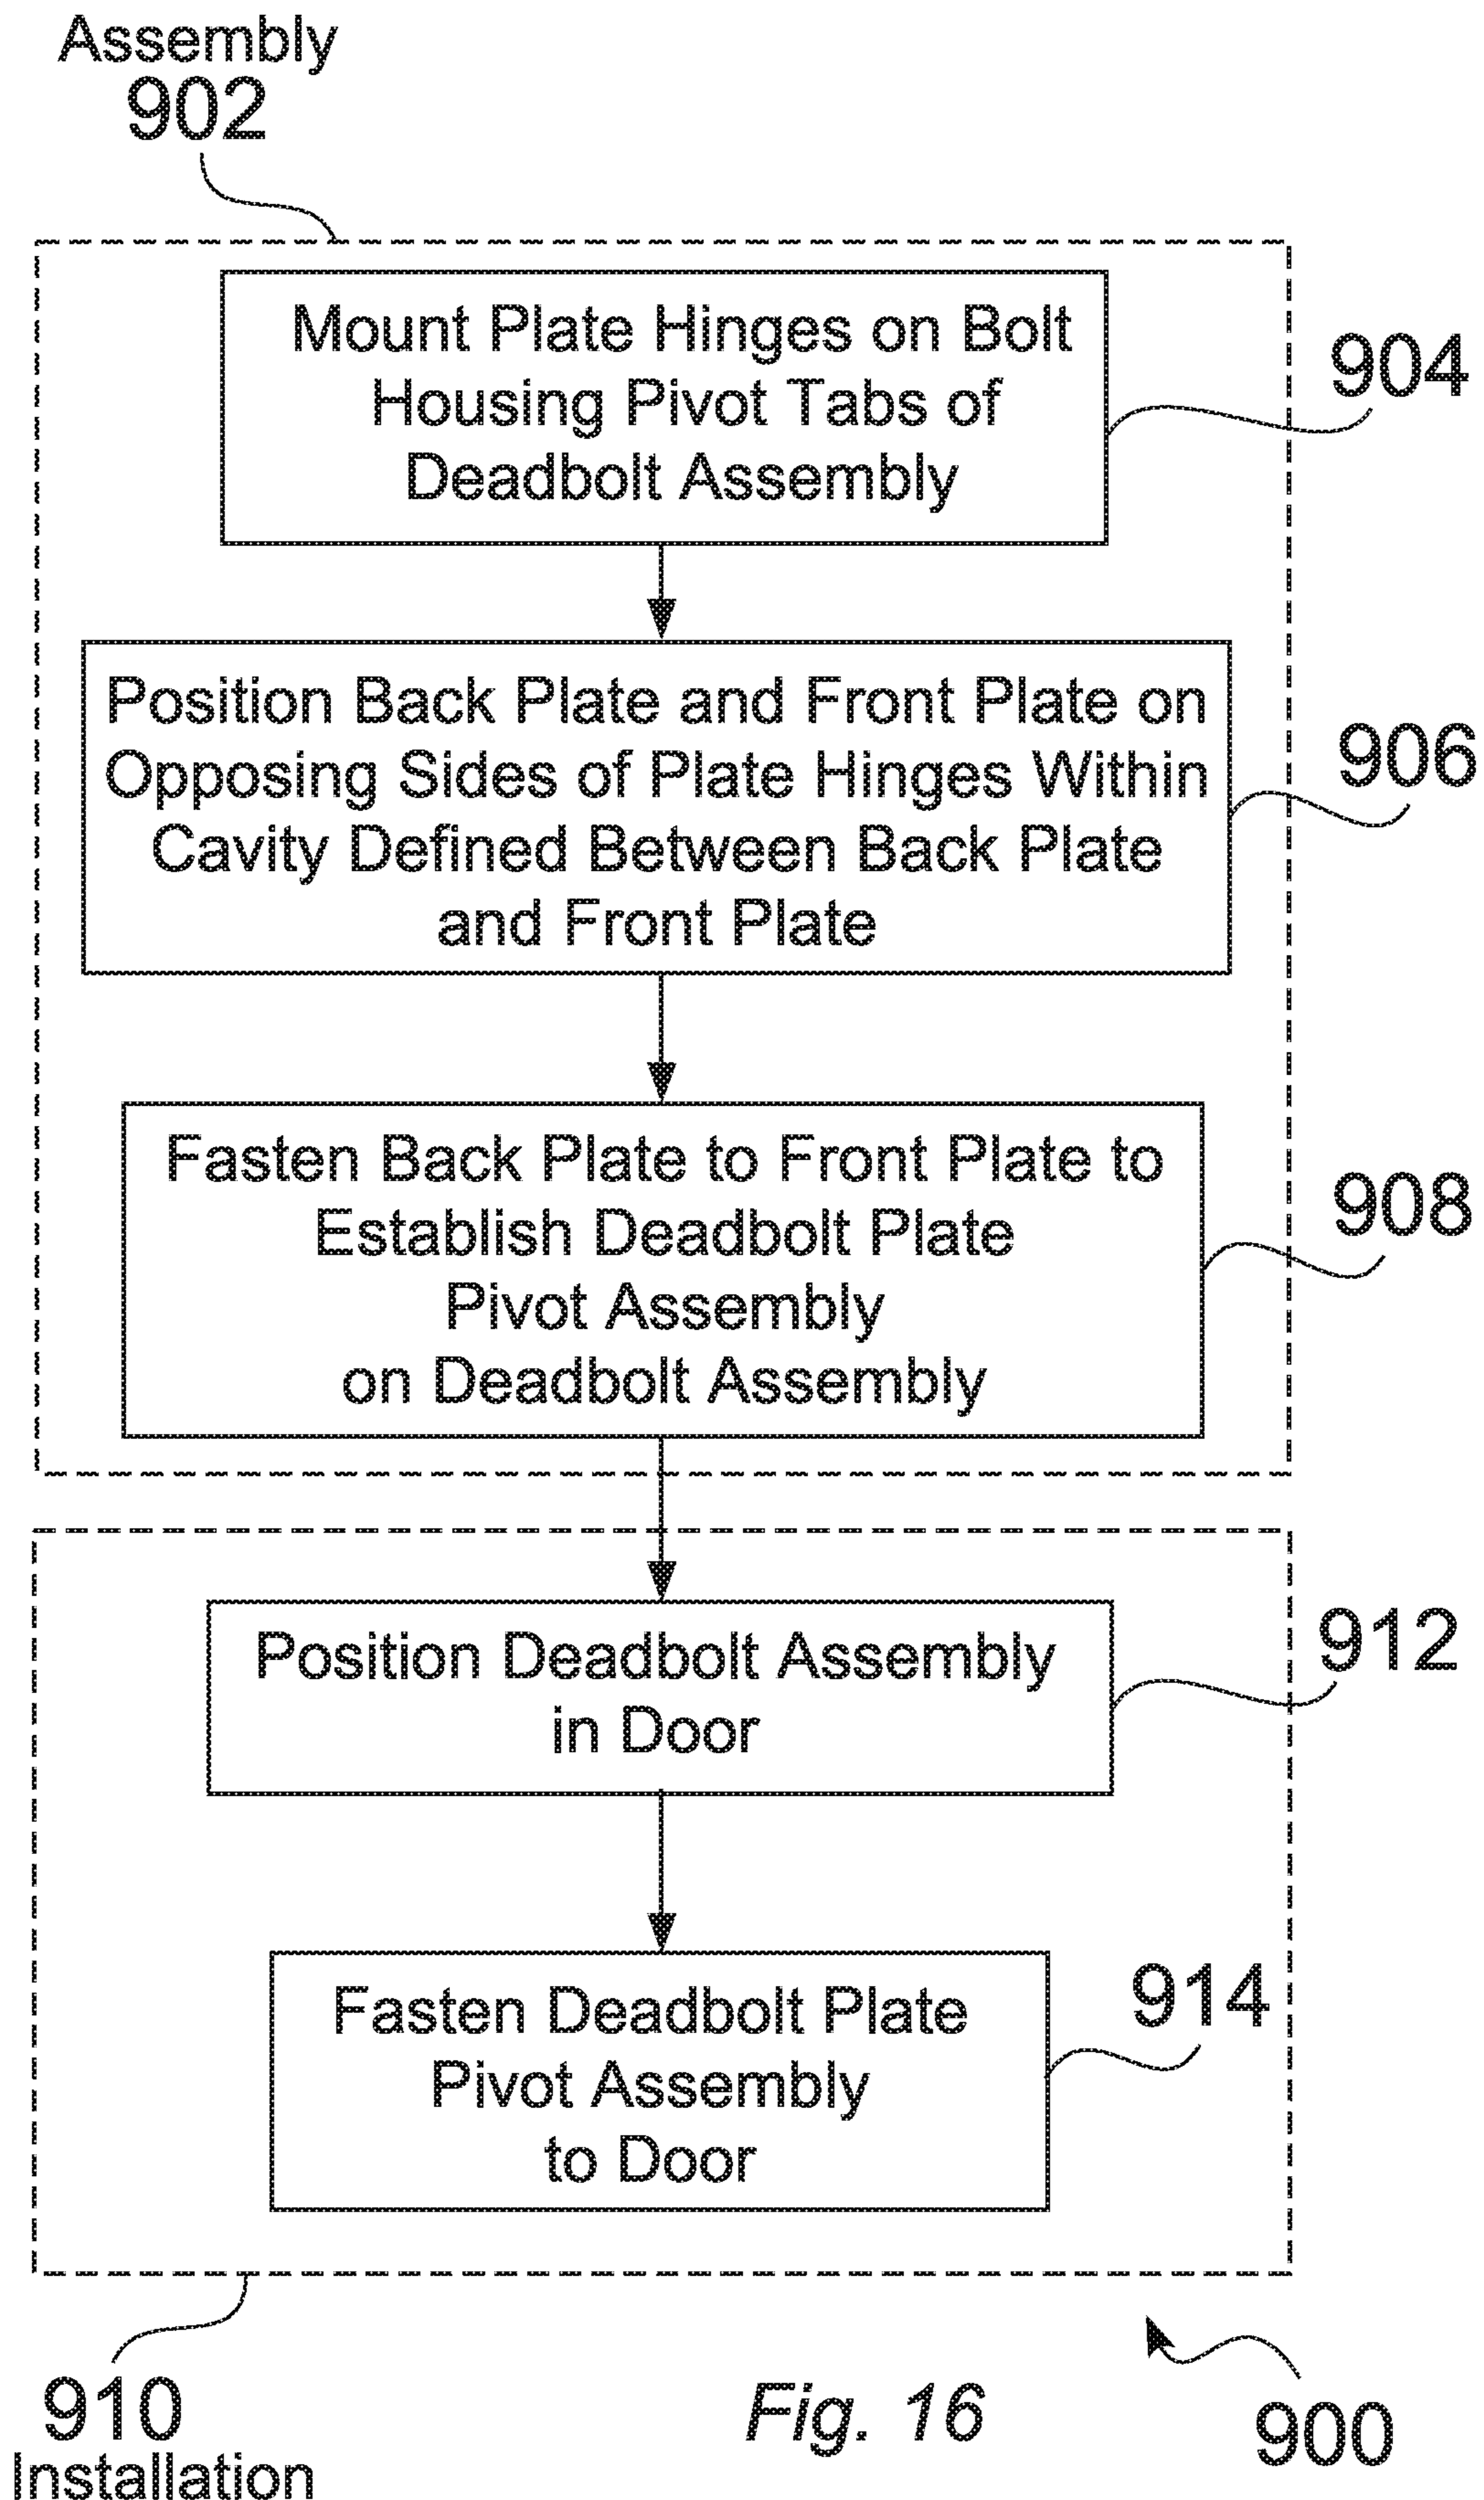 Assembly
902
Mount Plate Hinges on Bolt
Housing Pivot Tabs of
Deadbolt Assembly
904
Position Back Plate and Front Plate on
Opposing Sides of Plate Hinges Within
Cavity Defined Between Back Plate
and Front Plate
906
Fasten Back Plate to Front Plate to
Establish Deadbolt Plate
Pivot Assembly
on Deadbolt Assembly
908
Position Deadbolt Assembly
in Door
912
Fasten Deadbolt Plate
Pivot Assembly
to Door
914
910
Installation
Fig. 16
900